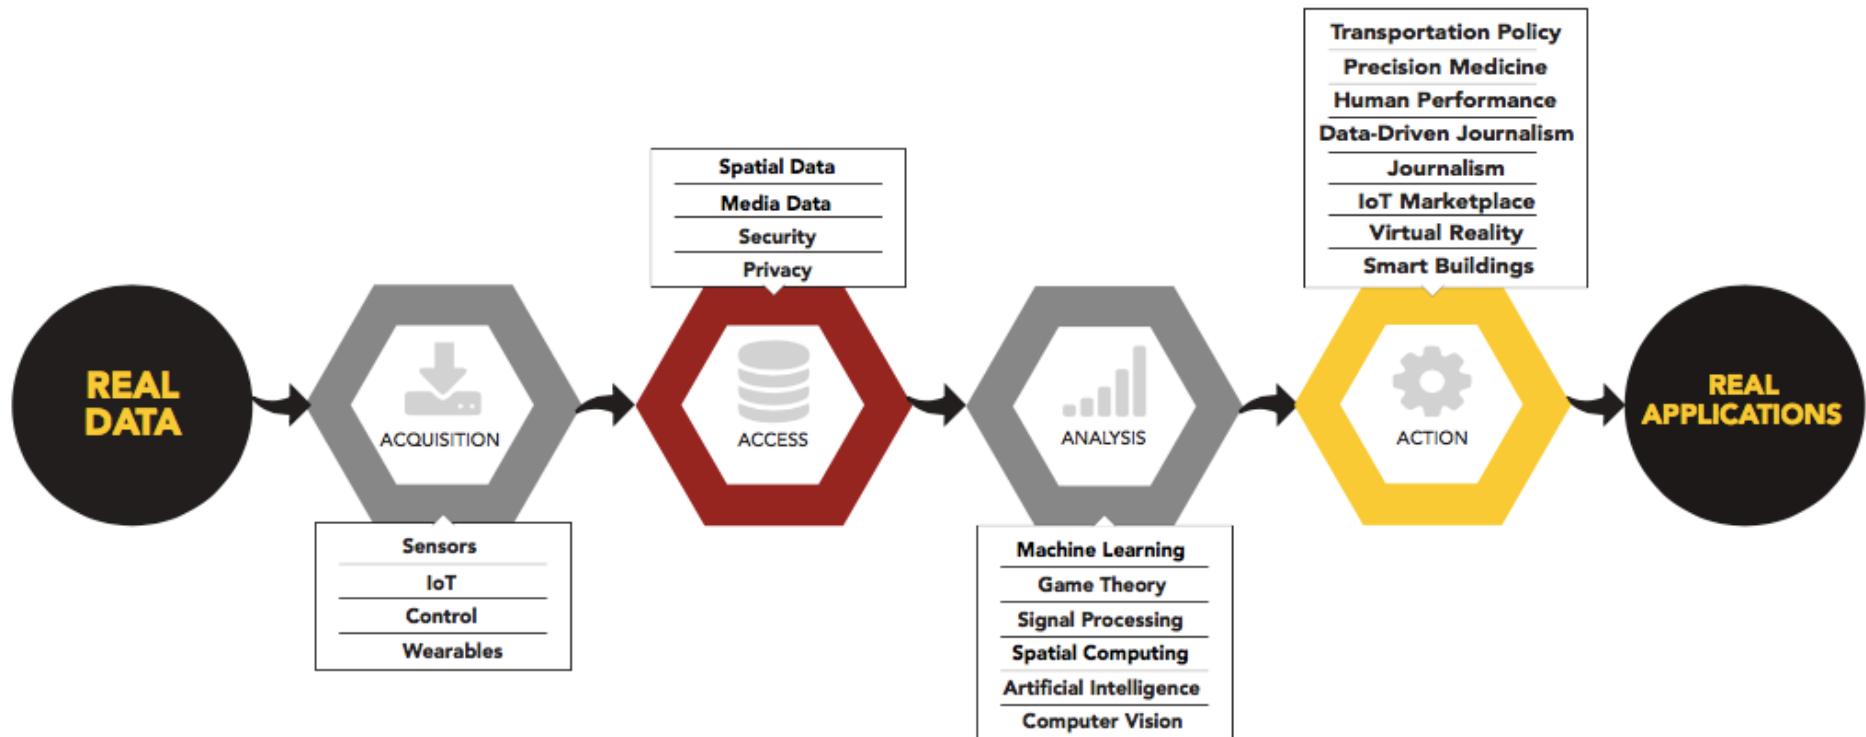 REAL
DATA
ACQUISITION
Sensors
IoT
Control
Wearables
Spatial Data
Media Data
Security
Privacy
ACCESS
ANALYSIS
Machine Learning
Game Theory
Signal Processing
Spatial Computing
Artificial Intelligence
Computer Vision
Transportation Policy
Precision Medicine
Human Performance
Data-Driven Journalism
Journalism
IoT Marketplace
Virtual Reality
Smart Buildings
ACTION
REAL
APPLICATIONS